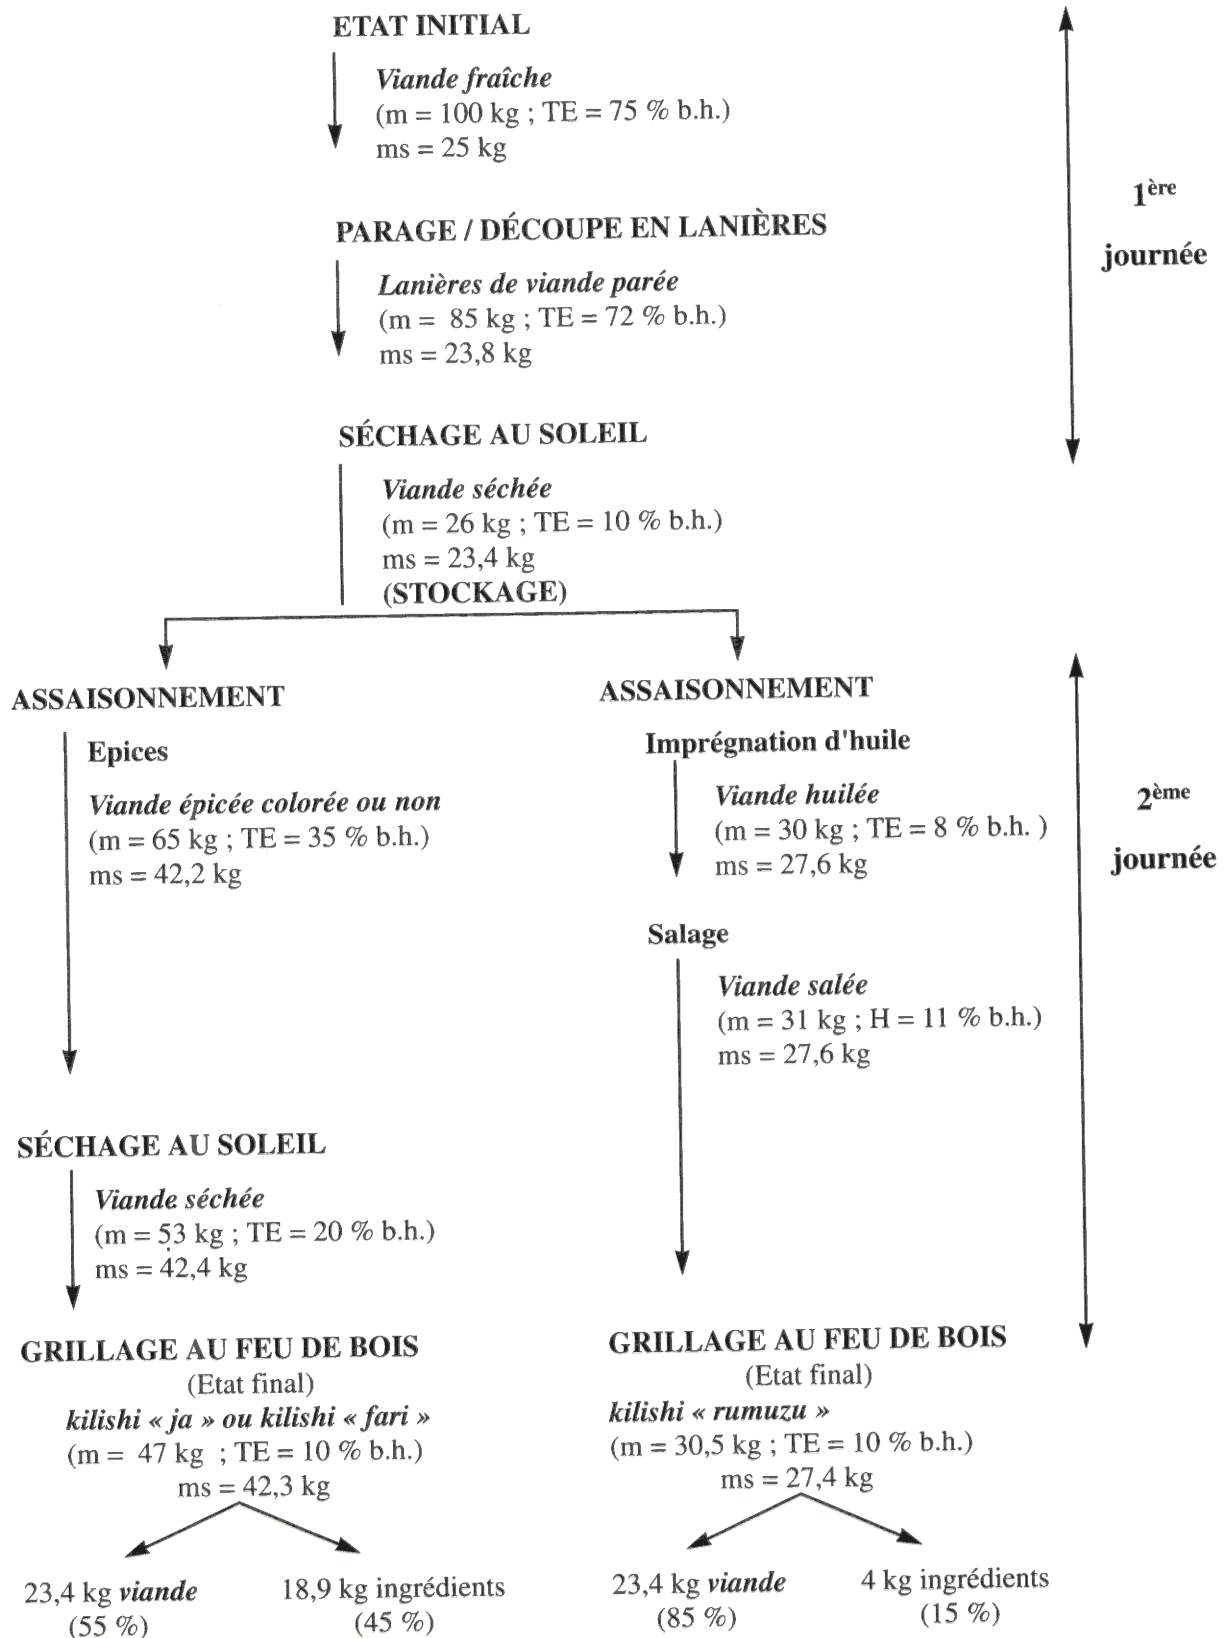 ETAT INITIAL
Viande fraîche
(m = 100 kg ; TE = 75 % b.h.)
ms = 25 kg
PARAGE / DÉCOUPE EN LANIÈRES
Lanières de viande parée
(m = 85 kg ; TE = 72 % b.h.)
ms = 23,8 kg
SÉCHAGE AU SOLEIL
Viande séchée
(m = 26 kg ; TE = 10 % b.h.)
ms = 23,4 kg
(STOCKAGE)
1ère
journée
ASSAISONNEMENT
Epices
Viande épicée colorée ou non
(m = 65 kg ; TE = 35 % b.h.)
ms = 42,2 kg
SÉCHAGE AU SOLEIL
Viande séchée
(m = 53 kg ; TE = 20 % b.h.)
ms = 42,4 kg
GRILLAGE AU FEU DE BOIS
(Etat final)
kilishi « ja » ou kilishi « fari »
(m = 47 kg ; TE = 10 % b.h.)
ms = 42,3 kg
23,4 kg viande
(55 %)
18,9 kg ingrédients
(45 %)
ASSAISONNEMENT
Imprégnation d'huile
Viande huilée
(m = 30 kg ; TE = 8 % b.h. )
ms = 27,6 kg
Salage
Viande salée
(m = 31 kg ; H = 11 % b.h.)
ms = 27,6 kg
GRILLAGE AU FEU DE BOIS
(Etat final)
kilishi « rumuzu »
(m = 30,5 kg ; TE = 10 % b.h.)
ms = 27,4 kg
23,4 kg viande
(85 %)
4 kg ingrédients
(15 %)
2ème
journée